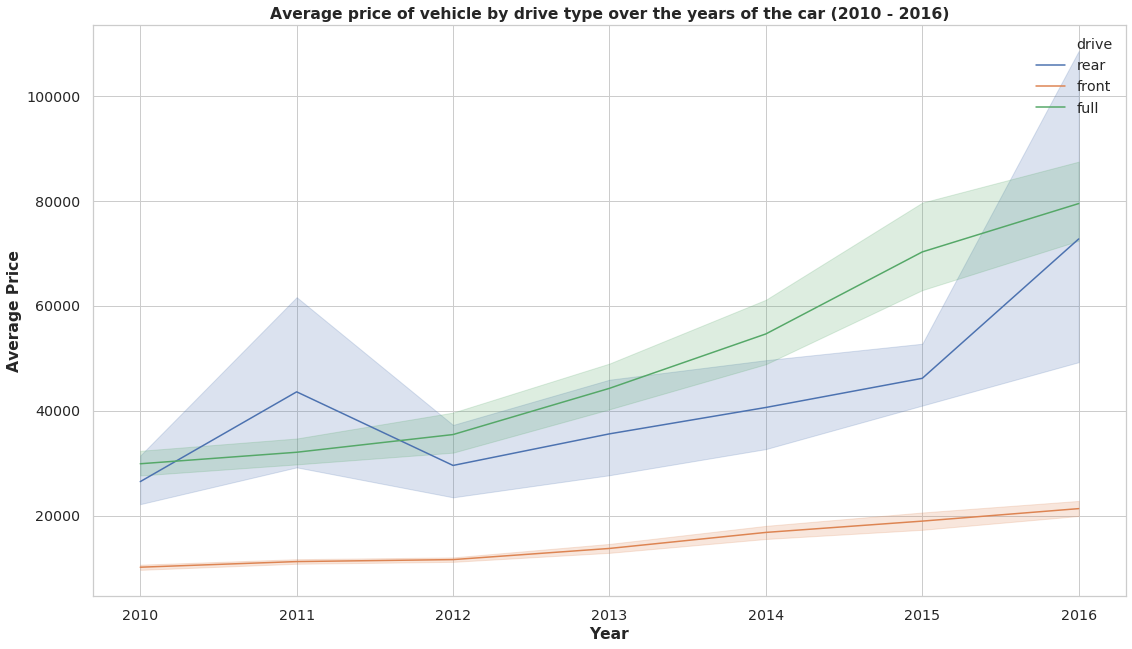 Average price of vehicle by drive type over the years of the car (2010 - 2016)
drive
rear
front
full
100000
80000
60000
40000
20000
Average Price
2010 2011 2012 2013 2014 2015 2016
Year